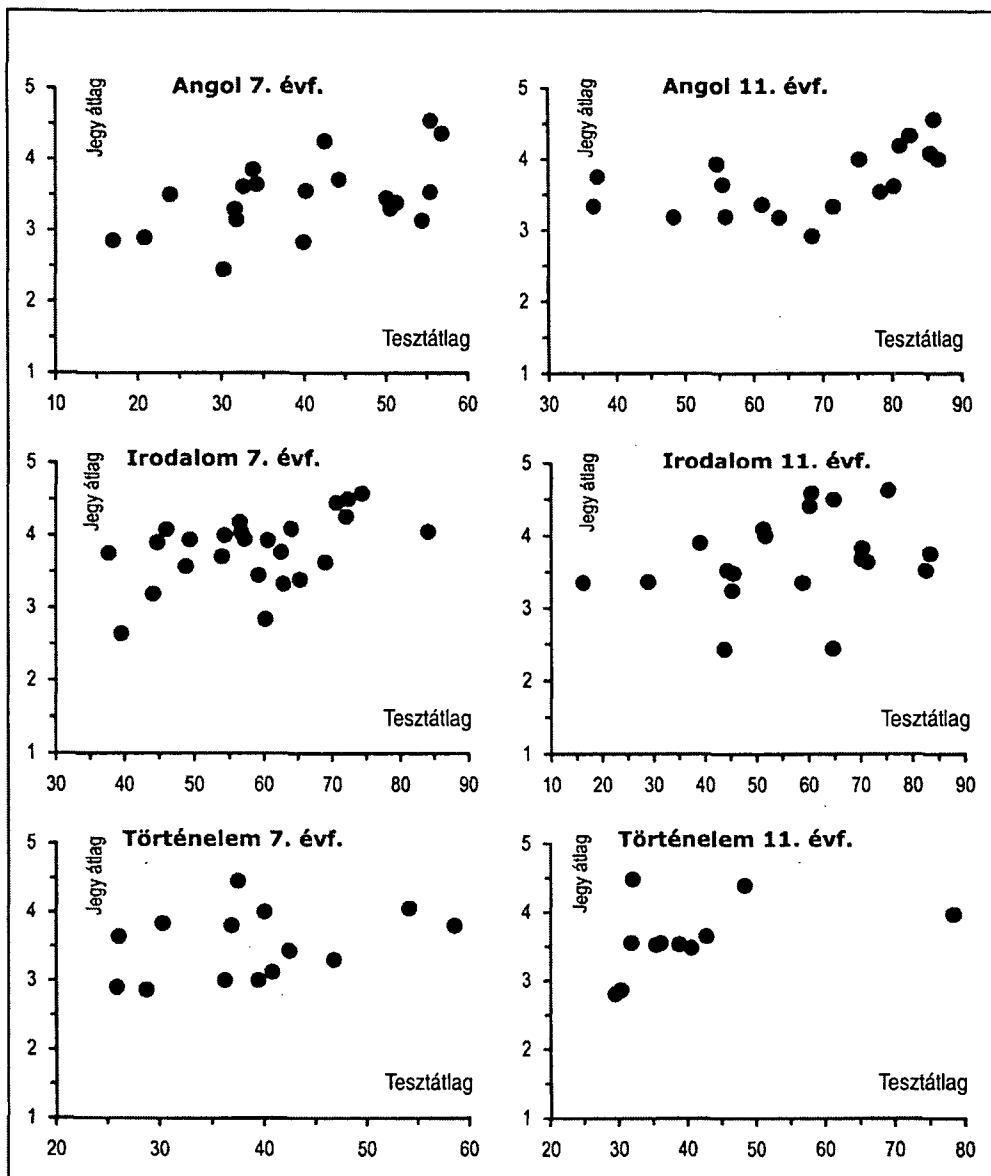 Angol 7. évf.
Jegy átlag
5
4
3
2
1
Tesztátlag
10 20 30 40 50 60
Angol 11. évf.
Jegy átlag
5
4
3
2
1
Tesztátlag
30 40 50 60 70 80 90
Irodalom 7. évf.
Jegy átlag
5
4
3
2
1
Tesztátlag
30 40 50 60 70 80 90
Irodalom 11. évf.
Jegy átlag
5
4
3
2
1
Tesztátlag
10 20 30 40 50 60 70 80 90
Történelem 7. évf.
Jegy átlag
5
4
3
2
1
Tesztátlag
20 30 40 50 60
Történelem 11. évf.
Jegy átlag
5
4
3
2
1
Tesztátlag
20 30 40 50 60 70 80